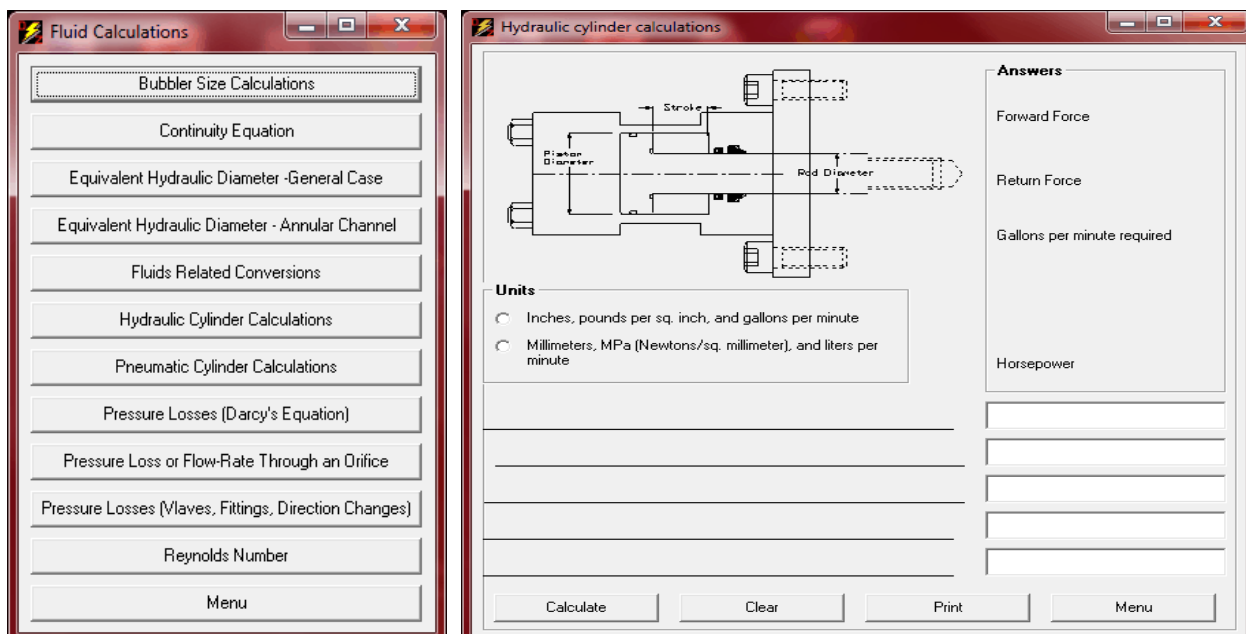 Fluid Calculations
Bubbler Size Calculations
Continuity Equation
Equivalent Hydraulic Diameter -General Case
Equivalent Hydraulic Diameter - Annular Channel
Fluids Related Conversions
Hydraulic Cylinder Calculations
Pneumatic Cylinder Calculations
Pressure Losses (Darcy's Equation)
Pressure Loss or Flow-Rate Through an Orifice
Pressure Losses (Vlaves, Fittings, Direction Changes)
Reynolds Number
Menu
Hydraulic cylinder calculations
Stroke
Piston
Diameter
Rod Diameter
Units
Inches, pounds per sq. inch, and gallons per minute
Millimeters, MPa (Newtons/sq. millimeter), and liters per
minute
Answers
Forward Force
Return Force
Gallons per minute required
Horsepower
Calculate
Clear
Print
Menu